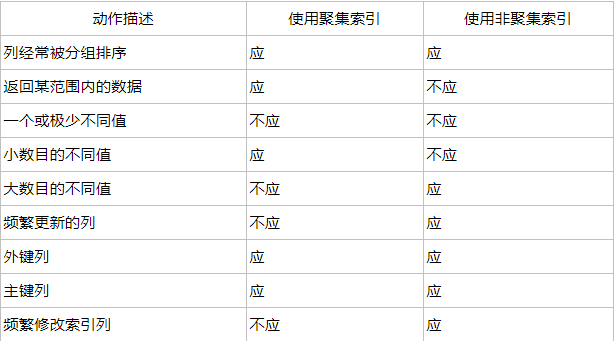 动作描述 使用聚集索引 使用非聚集索引
列经常被分组排序 应 应
返回某范围内的数据 应 不应
一个或极少不同值 不应 不应
小数目的不同值 应 不应
大数目的不同值 不应 应
频繁更新的列 不应 应
外键列 应 应
主键列 应 应
频繁修改索引列 不应 应